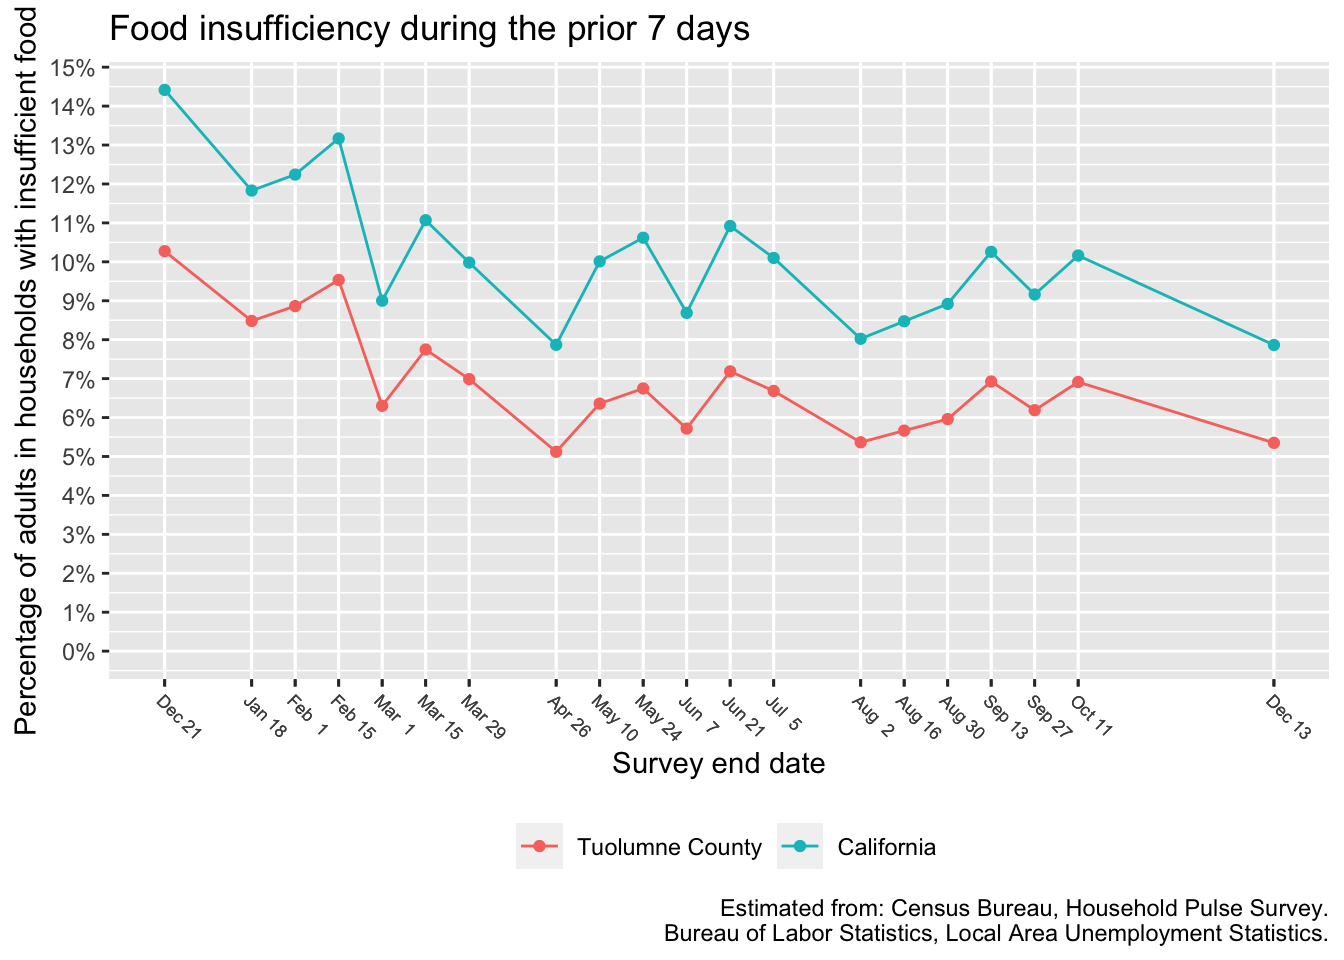 Food insufficiency during the prior 7 days
Percentage of adults in households with insufficient food
15%
14%
13%
12%
11%
10%
9%
8%
7%
6%
5%
4%
3%
2%
1%
0%
Dec 21
Jan 18
Feb 1
Feb 15
Mar 1
Mar 15
Mar 29
Apr 26
May 10
May 24
Jun 7
Jun 21
Jul 5
Aug 2
Aug 16
Aug 30
Sep 13
Sep 27
Oct 11
Dec 13
Survey end date
Tuolumne County
California
Estimated from: Census Bureau, Household Pulse Survey.
Bureau of Labor Statistics, Local Area Unemployment Statistics.